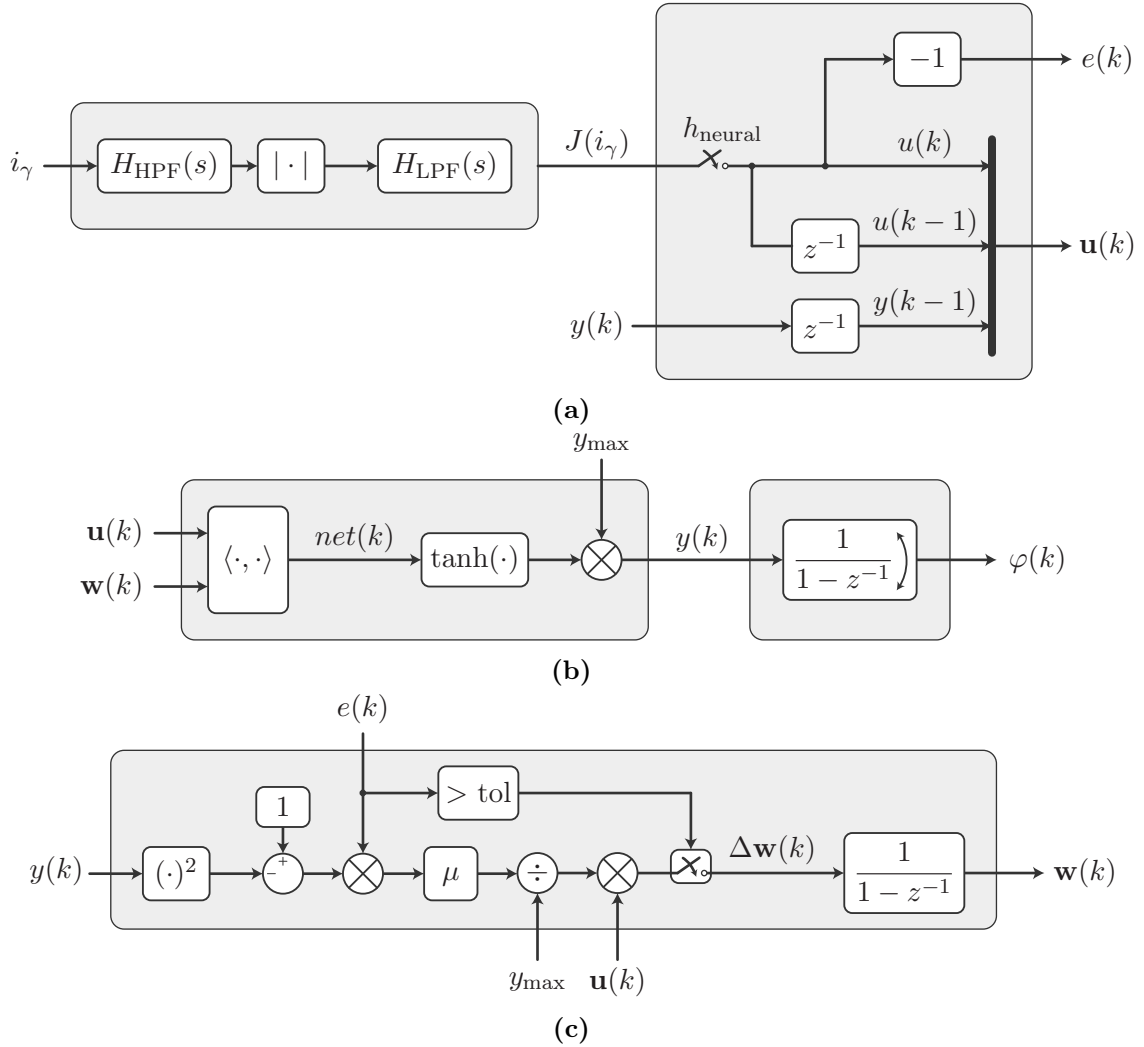 −1
e(k)
h_neural
i_γ
H_HPF(s)
| · |
H_LPF(s)
J(i_γ)
u(k)
z^{−1}
u(k − 1)
**u**(k)
y(k)
z^{−1}
y(k − 1)
(a)
y_max
**u**(k)
**w**(k)
⟨·, ·⟩
net(k)
tanh(·)
y(k)
1
1 − z^{−1}
φ(k)
(b)
e(k)
1
> tol
y(k)
(·)^2
− +
μ
÷
Δ**w**(k)
1
1 − z^{−1}
**w**(k)
y_max
**u**(k)
(c)